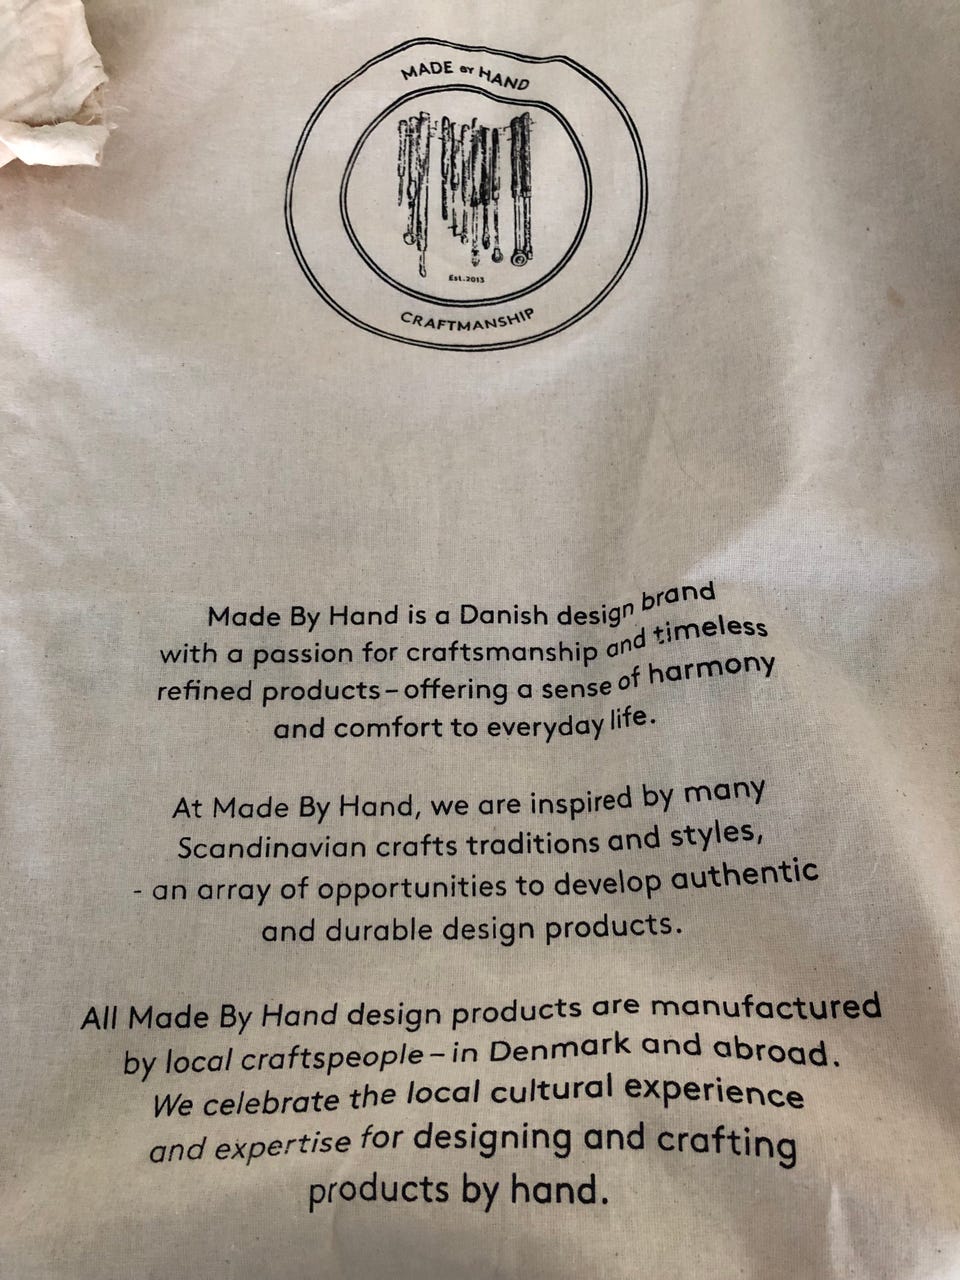 MADE BY HAND
Est.2013
CRAFTMANSHIP
Made By Hand is a Danish design brand
with a passion for craftsmanship and timeless
refined products – offering a sense of harmony
and comfort to everyday life.
At Made By Hand, we are inspired by many
Scandinavian crafts traditions and styles,
- an array of opportunities to develop authentic
and durable design products.
All Made By Hand design products are manufactured
by local craftspeople – in Denmark and abroad.
We celebrate the local cultural experience
and expertise for designing and crafting
products by hand.